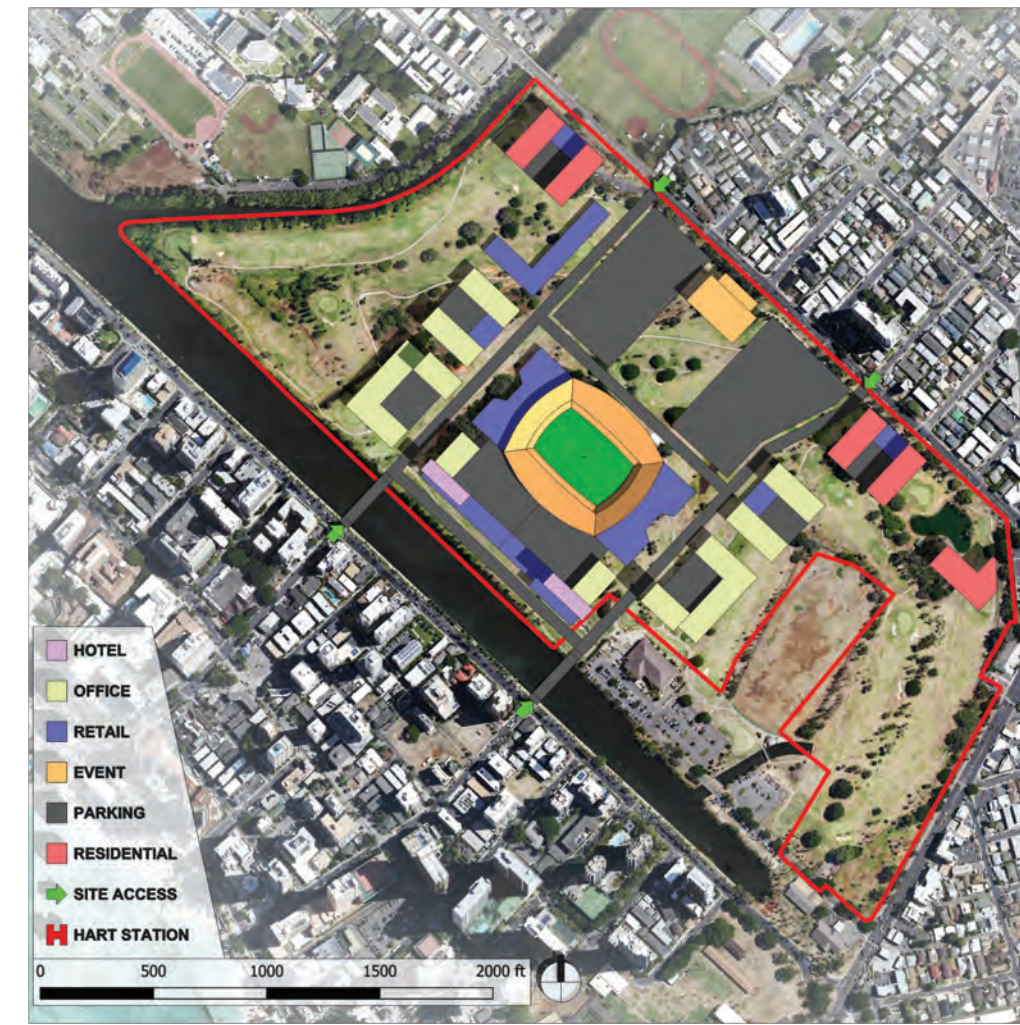 HOTEL
OFFICE
RETAIL
EVENT
PARKING
RESIDENTIAL
SITE ACCESS
HART STATION
0 500 1000 1500 2000 ft